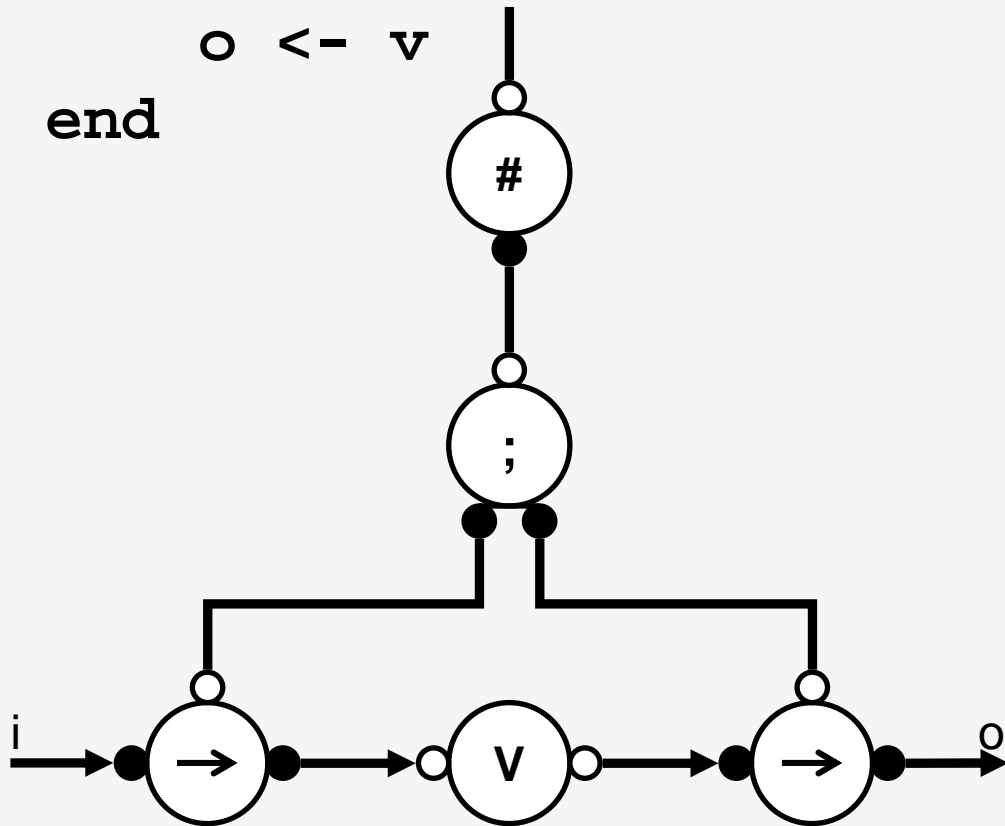 o <- v
end
#
;
i → V → o